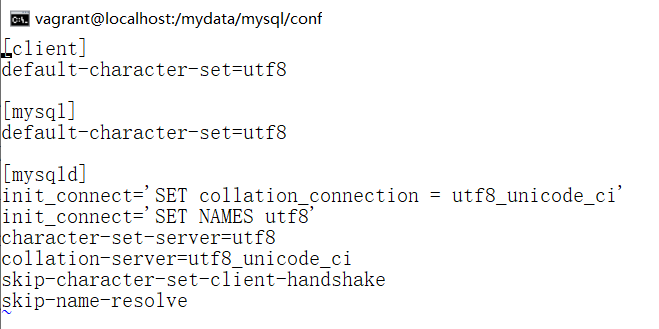 vagrant@localhost:/mydata/mysql/conf
[client]
default-character-set=utf8
[mysql]
default-character-set=utf8
[mysqld]
init_connect='SET collation_connection = utf8_unicode_ci'
init_connect='SET NAMES utf8'
character-set-server=utf8
collation-server=utf8_unicode_ci
skip-character-set-client-handshake
skip-name-resolve
~